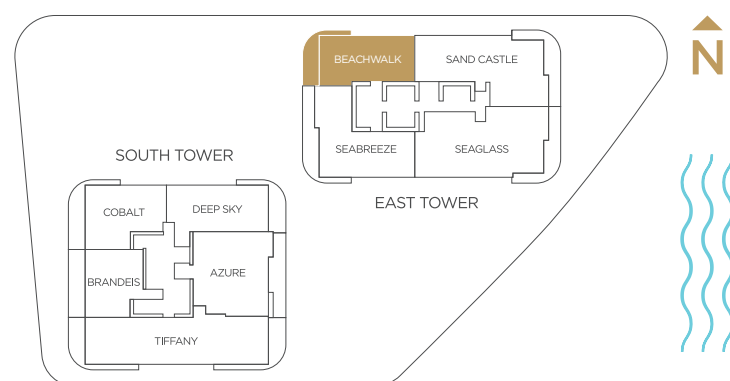 BEACHWALK
SAND CASTLE
N
SEABREEZE
SEAGLASS
EAST TOWER
SOUTH TOWER
COBALT
DEEP SKY
BRANDEIS
AZURE
TIFFANY